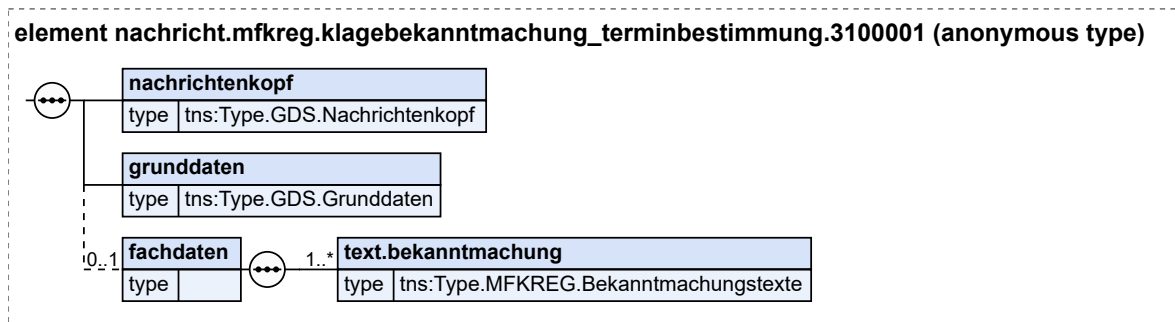 element nachricht.mfkreg.klagebekanntmachung_terminbestimmung.3100001 (anonymous type)
nachrichtenkopf
type tns:Type.GDS.Nachrichtenkopf
grunddaten
type tns:Type.GDS.Grunddaten
0..1 fachdaten 1..* text.bekanntmachung
type type tns:Type.MFKREG.Bekanntmachungstexte